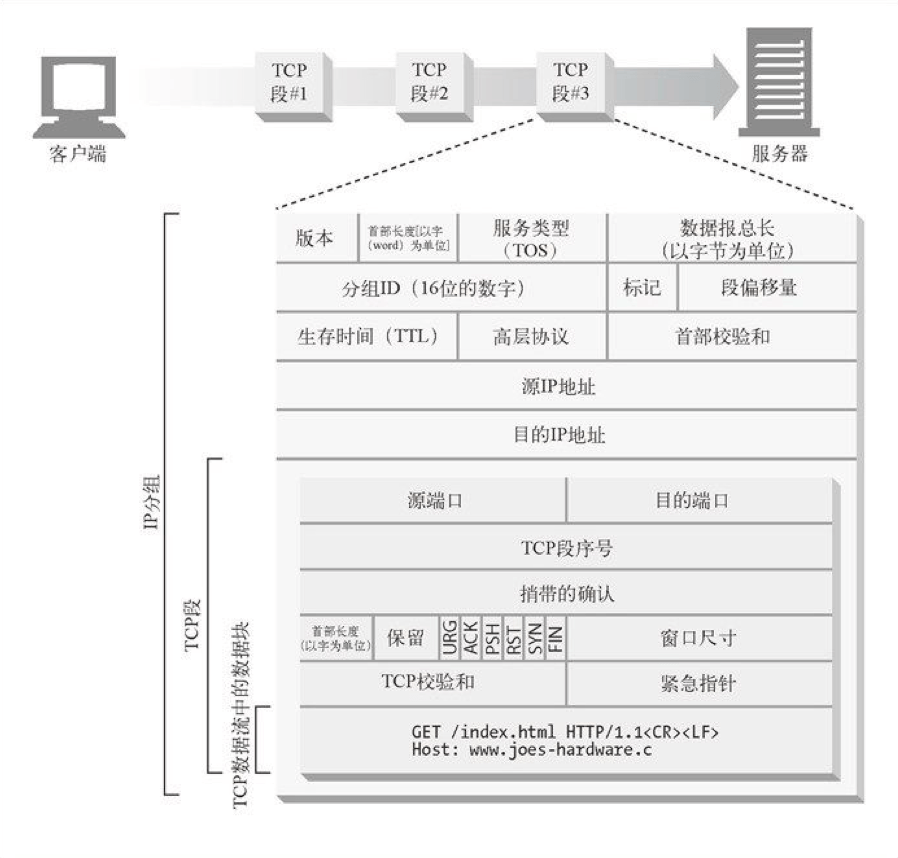 TCP
段#1
TCP
段#2
TCP
段#3
客户端
服务器
版本
首部长度[以字
(word)为单位]
服务类型
(TOS)
数据报总长
(以字节为单位)
分组ID(16位的数字)
标记
段偏移量
生存时间(TTL)
高层协议
首部校验和
源IP地址
目的IP地址
IP分组
TCP段
TCP数据流中的数据块
源端口
目的端口
TCP段序号
捎带的确认
首部长度
(以字为单位)
保留
URG
ACK
PSH
RST
SYN
FIN
窗口尺寸
TCP校验和
紧急指针
GET /index.html HTTP/1.1<CR><LF>
Host: www.joes-hardware.c